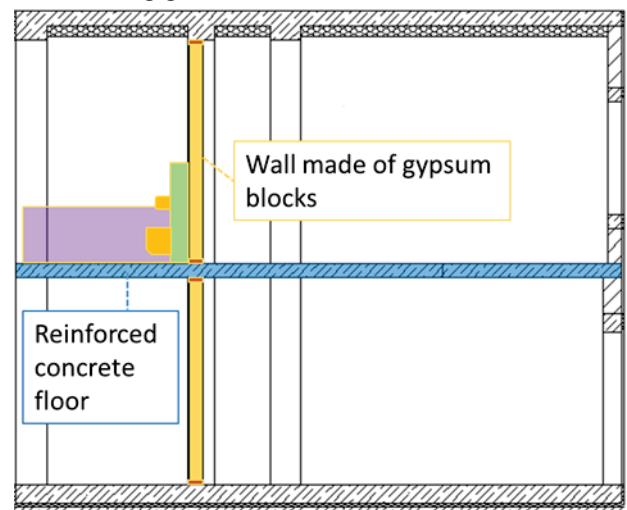 Wall made of gypsum
blocks
Reinforced
concrete
floor